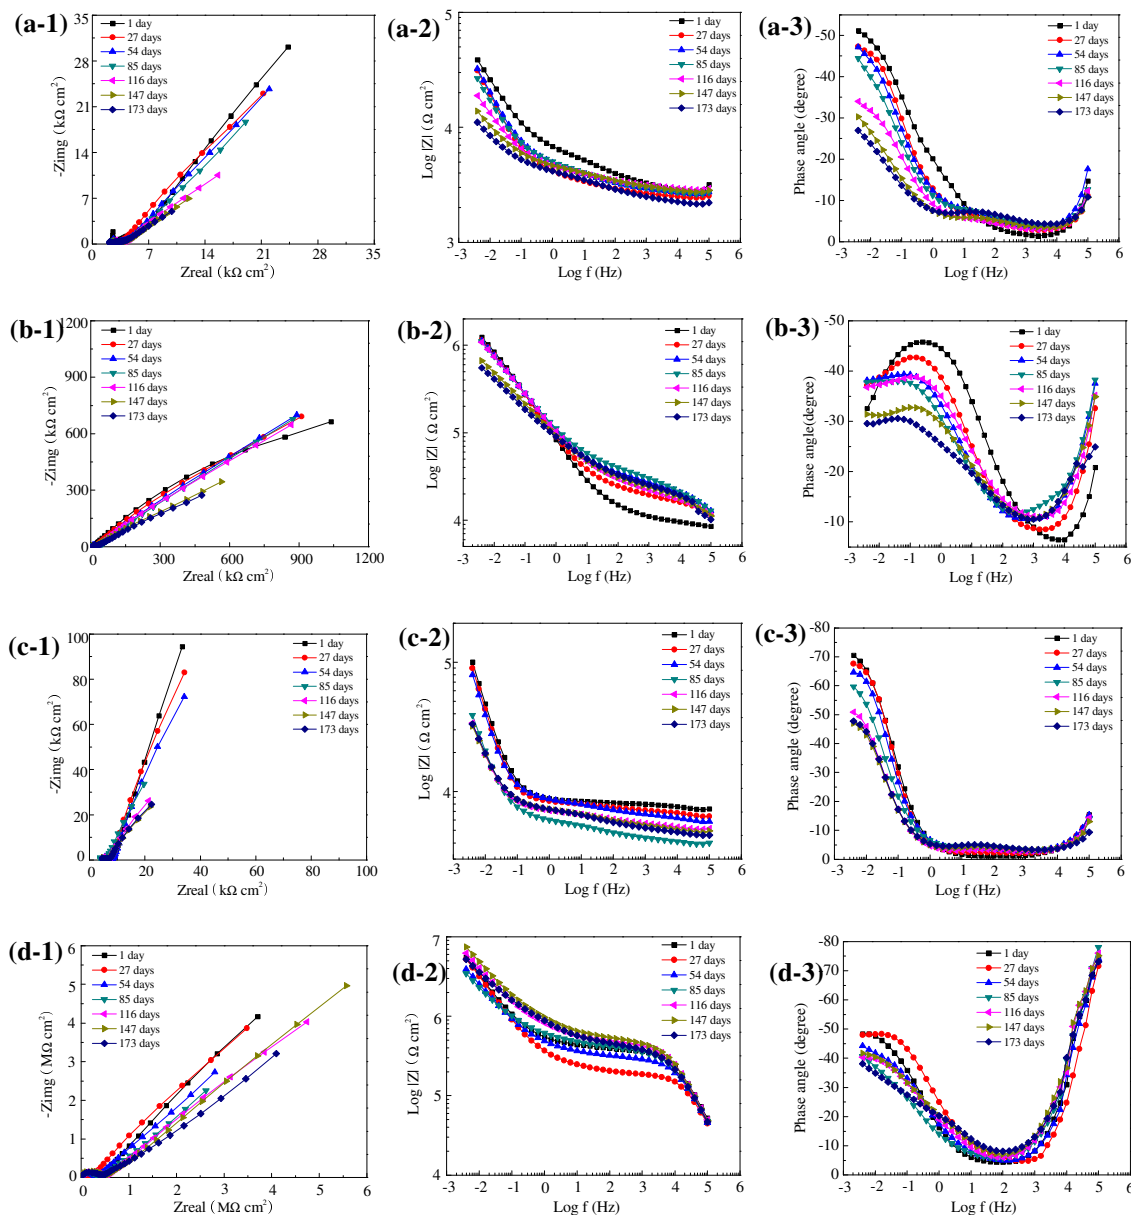 (a-1)
35
28
21
14
7
0
0
7
14
21
28
35
-Zimg (kΩ cm²)
Zreal (kΩ cm²)
1 day
27 days
54 days
85 days
116 days
147 days
173 days
(a-2)
5
4
3
-3
-2
-1
0
1
2
3
4
5
6
Log |Z| (Ω cm²)
Log f (Hz)
1 day
27 days
54 days
85 days
116 days
147 days
173 days
(a-3)
-50
-40
-30
-20
-10
0
-3
-2
-1
0
1
2
3
4
5
6
Phase angle (degree)
Log f (Hz)
1 day
27 days
54 days
85 days
116 days
147 days
173 days
(b-1)
1200
900
600
300
0
0
300
600
900
1200
-Zimg (kΩ cm²)
Zreal (kΩ cm²)
1 day
27 days
54 days
85 days
116 days
147 days
173 days
(b-2)
6
5
4
-3
-2
-1
0
1
2
3
4
5
6
Log |Z| (Ω cm²)
Log f (Hz)
1 day
27 days
54 days
85 days
116 days
147 days
173 days
(b-3)
-50
-40
-30
-20
-10
-3
-2
-1
0
1
2
3
4
5
6
Phase angle(degree)
Log f (Hz)
1 day
27 days
54 days
85 days
116 days
147 days
173 days
(c-1)
100
80
60
40
20
0
0
20
40
60
80
100
-Zimg (kΩ cm²)
Zreal (kΩ cm²)
1 day
27 days
54 days
85 days
116 days
147 days
173 days
(c-2)
5
4
-3
-2
-1
0
1
2
3
4
5
6
Log |Z| (Ω cm²)
Log f (Hz)
1 day
27 days
54 days
85 days
116 days
147 days
173 days
(c-3)
-80
-70
-60
-50
-40
-30
-20
-10
0
-3
-2
-1
0
1
2
3
4
5
6
Phase angle (degree)
Log f (Hz)
1 day
27 days
54 days
85 days
116 days
147 days
173 days
(d-1)
6
5
4
3
2
1
0
0
1
2
3
4
5
6
-Zimg (MΩ cm²)
Zreal (MΩ cm²)
1 day
27 days
54 days
85 days
116 days
147 days
173 days
(d-2)
7
6
5
4
-3
-2
-1
0
1
2
3
4
5
6
Log |Z| (Ω cm²)
Log f (Hz)
1 day
27 days
54 days
85 days
116 days
147 days
173 days
(d-3)
-80
-70
-60
-50
-40
-30
-20
-10
0
-3
-2
-1
0
1
2
3
4
5
6
Phase angle (degree)
Log f (Hz)
1 day
27 days
54 days
85 days
116 days
147 days
173 days